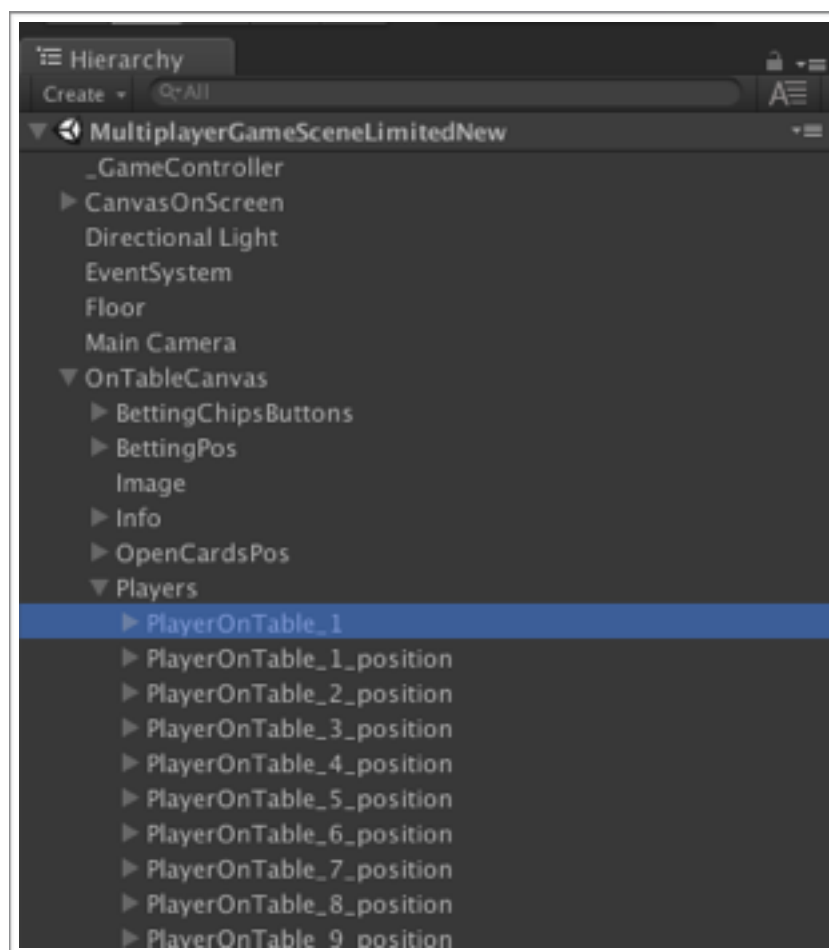 Hierarchy
Create All
MultiplayerGameSceneLimitedNew
_GameController
CanvasOnScreen
Directional Light
EventSystem
Floor
Main Camera
OnTableCanvas
BettingChipsButtons
BettingPos
Image
Info
OpenCardsPos
Players
PlayerOnTable_1
PlayerOnTable_1_position
PlayerOnTable_2_position
PlayerOnTable_3_position
PlayerOnTable_4_position
PlayerOnTable_5_position
PlayerOnTable_6_position
PlayerOnTable_7_position
PlayerOnTable_8_position
PlayerOnTable_9_position